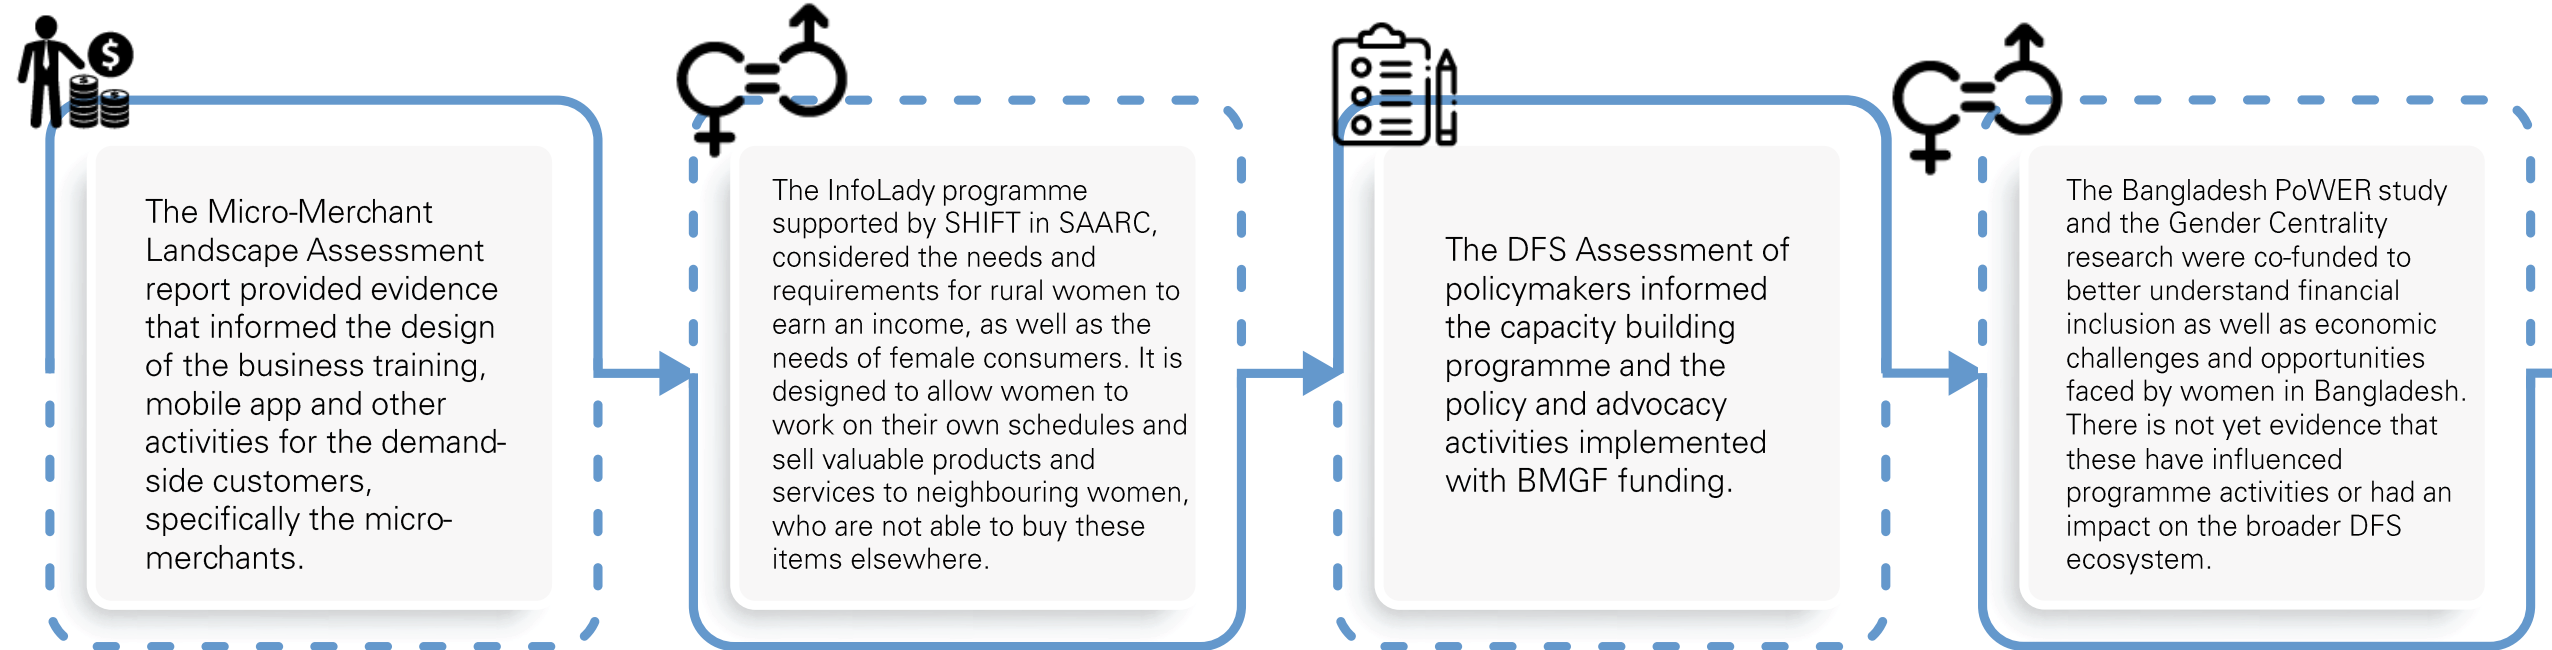 The Micro-Merchant
Landscape Assessment
report provided evidence
that informed the design
of the business training,
mobile app and other
activities for the demand-
side customers,
specifically the micro-
merchants.
The InfoLady programme
supported by SHIFT in SAARC,
considered the needs and
requirements for rural women to
earn an income, as well as the
needs of female consumers. It is
designed to allow women to
work on their own schedules and
sell valuable products and
services to neighbouring women,
who are not able to buy these
items elsewhere.
The DFS Assessment of
policymakers informed
the capacity building
programme and the
policy and advocacy
activities implemented
with BMGF funding.
The Bangladesh PoWER study
and the Gender Centrality
research were co-funded to
better understand financial
inclusion as well as economic
challenges and opportunities
faced by women in Bangladesh.
There is not yet evidence that
these have influenced
programme activities or had an
impact on the broader DFS
ecosystem.